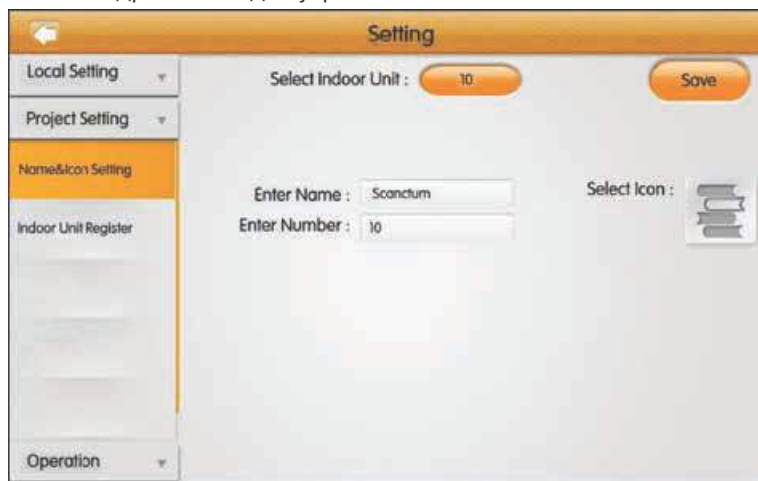 Setting
Local Setting
Select Indoor Unit : 10
Save
Project Setting
Name&Icon Setting
Enter Name : Scanctum
Select Icon :
Enter Number : 10
Indoor Unit Register
Operation